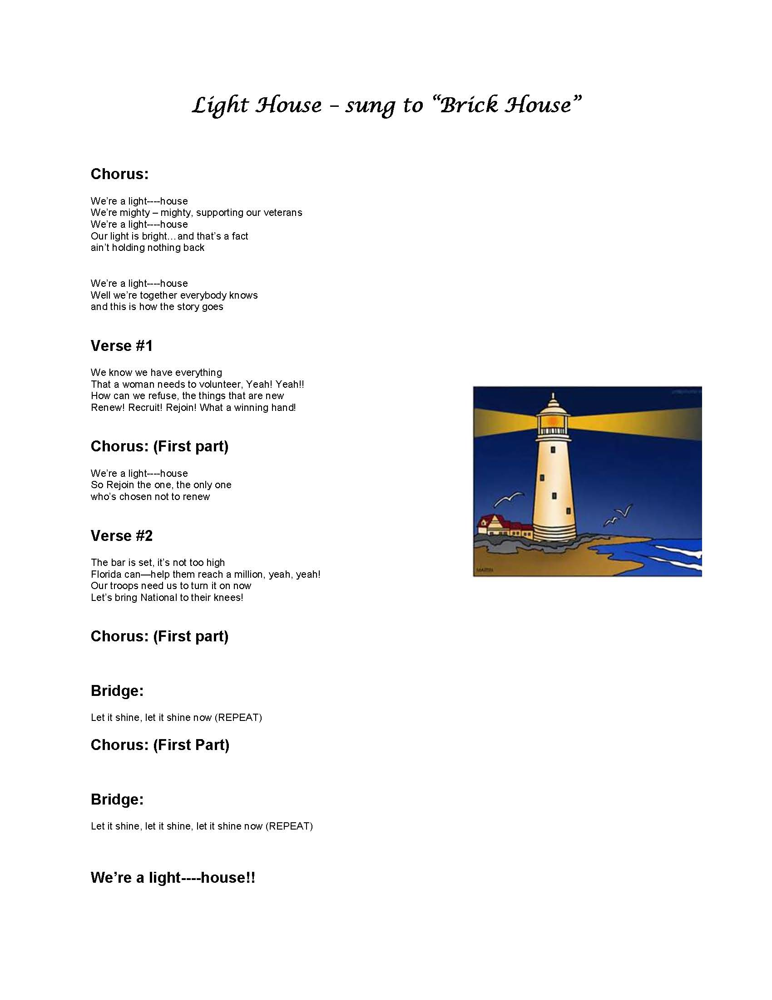 Light House – sung to “Brick House”
Chorus:
We’re a light----house
We’re mighty – mighty, supporting our veterans
We’re a light----house
Our light is bright…and that’s a fact
ain’t holding nothing back
We’re a light----house
Well we’re together everybody knows
and this is how the story goes
Verse #1
We know we have everything
That a woman needs to volunteer, Yeah! Yeah!!
How can we refuse, the things that are new
Renew! Recruit! Rejoin! What a winning hand!
Chorus: (First part)
We’re a light----house
So Rejoin the one, the only one
who’s chosen not to renew
Verse #2
The bar is set, it’s not too high
Florida can—help them reach a million, yeah, yeah!
Our troops need us to turn it on now
Let’s bring National to their knees!
Chorus: (First part)
Bridge:
Let it shine, let it shine now (REPEAT)
Chorus: (First Part)
Bridge:
Let it shine, let it shine, let it shine now (REPEAT)
We’re a light----house!!
MARTIN